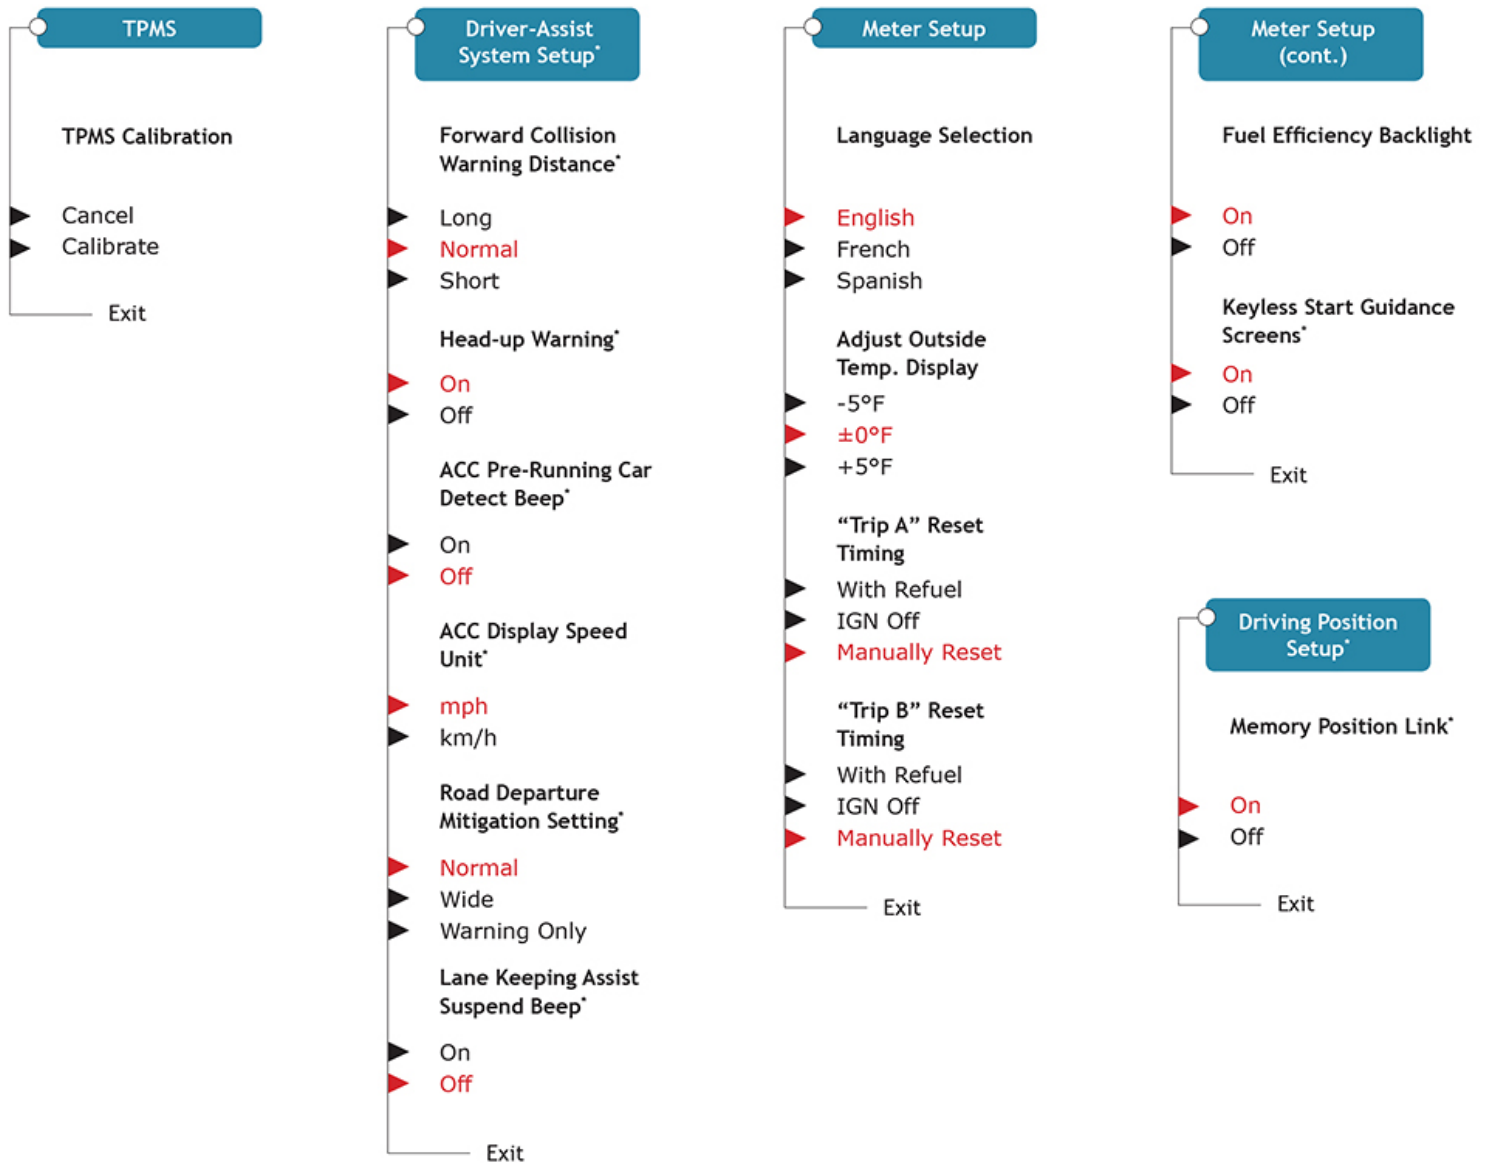 TPMS
TPMS Calibration
Cancel
Calibrate
Exit
Driver-Assist
System Setup*
Forward Collision
Warning Distance*
Long
Normal
Short
Head-up Warning*
On
Off
ACC Pre-Running Car
Detect Beep*
On
Off
ACC Display Speed
Unit*
mph
km/h
Road Departure
Mitigation Setting*
Normal
Wide
Warning Only
Lane Keeping Assist
Suspend Beep*
On
Off
Exit
Meter Setup
Language Selection
English
French
Spanish
Adjust Outside
Temp. Display
-5°F
±0°F
+5°F
“Trip A” Reset
Timing
With Refuel
IGN Off
Manually Reset
“Trip B” Reset
Timing
With Refuel
IGN Off
Manually Reset
Exit
Meter Setup
(cont.)
Fuel Efficiency Backlight
On
Off
Keyless Start Guidance
Screens*
On
Off
Exit
Driving Position
Setup*
Memory Position Link*
On
Off
Exit